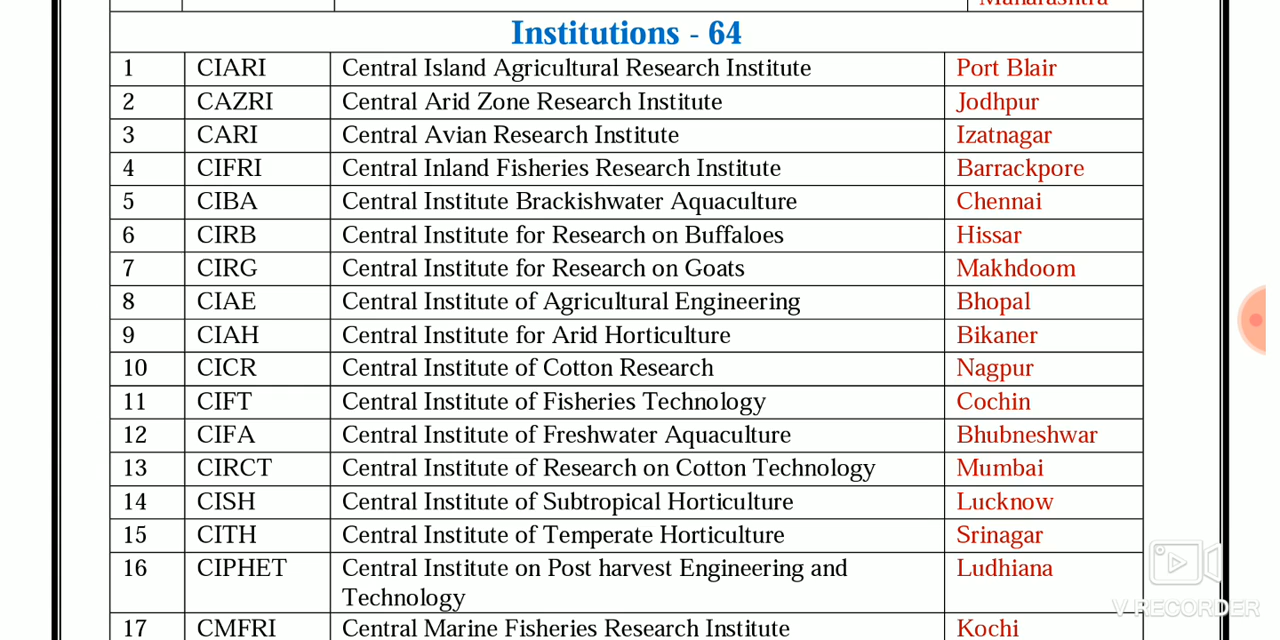 Maharashtra
Institutions - 64
1 CIARI Central Island Agricultural Research Institute Port Blair
2 CAZRI Central Arid Zone Research Institute Jodhpur
3 CARI Central Avian Research Institute Izatnagar
4 CIFRI Central Inland Fisheries Research Institute Barrackpore
5 CIBA Central Institute Brackishwater Aquaculture Chennai
6 CIRB Central Institute for Research on Buffaloes Hissar
7 CIRG Central Institute for Research on Goats Makhdoom
8 CIAE Central Institute of Agricultural Engineering Bhopal
9 CIAH Central Institute for Arid Horticulture Bikaner
10 CICR Central Institute of Cotton Research Nagpur
11 CIFT Central Institute of Fisheries Technology Cochin
12 CIFA Central Institute of Freshwater Aquaculture Bhubneshwar
13 CIRCT Central Institute of Research on Cotton Technology Mumbai
14 CISH Central Institute of Subtropical Horticulture Lucknow
15 CITH Central Institute of Temperate Horticulture Srinagar
16 CIPHET Central Institute on Post harvest Engineering and Ludhiana
Technology
17 CMFRI Central Marine Fisheries Research Institute Kochi
V RECORDER